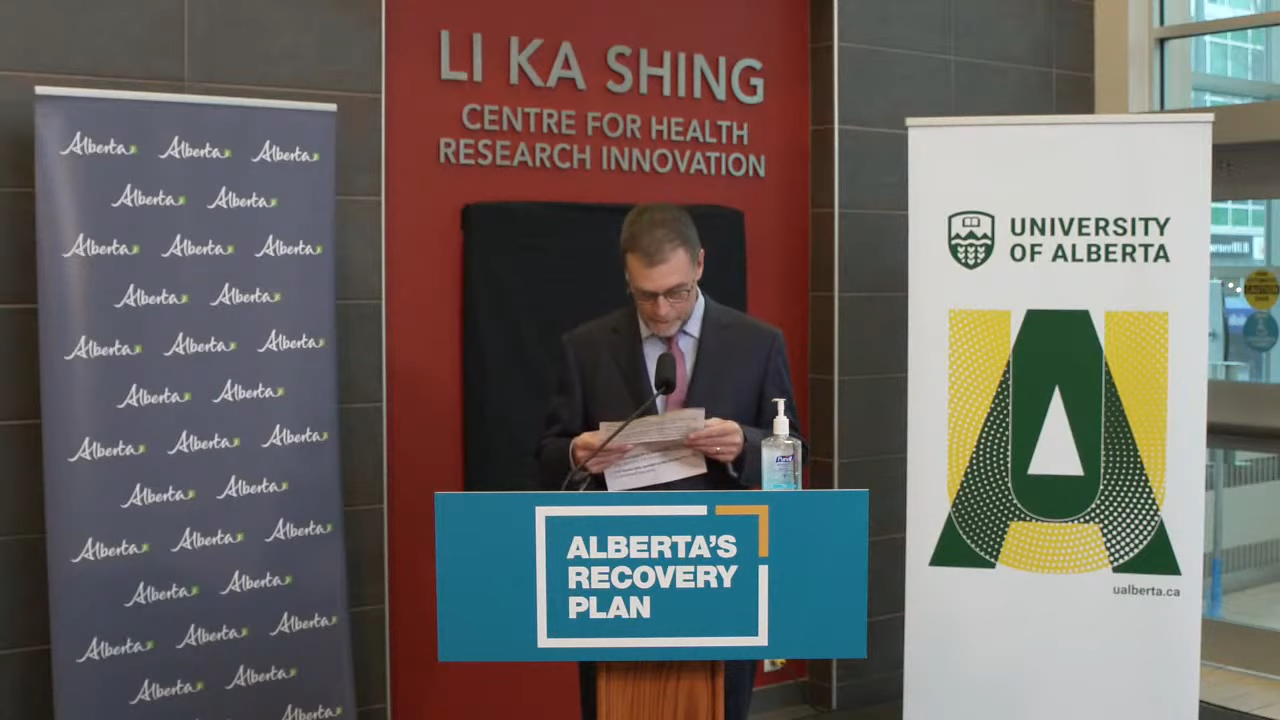 LI KA SHING
CENTRE FOR HEALTH
RESEARCH INNOVATION
Alberta Alberta Alberta
Alberta Alberta
Alberta Alberta Alberta
Alberta Alberta
Alberta Alberta Alberta
Alberta Alberta
Alberta Alberta Alberta
Alberta Alberta
Alberta Alberta Alberta
Alberta Alberta
Alberta Alberta Alberta
Alberta Alberta
Alberta
ALBERTA'S
RECOVERY
PLAN
UNIVERSITY
OF ALBERTA
ualberta.ca